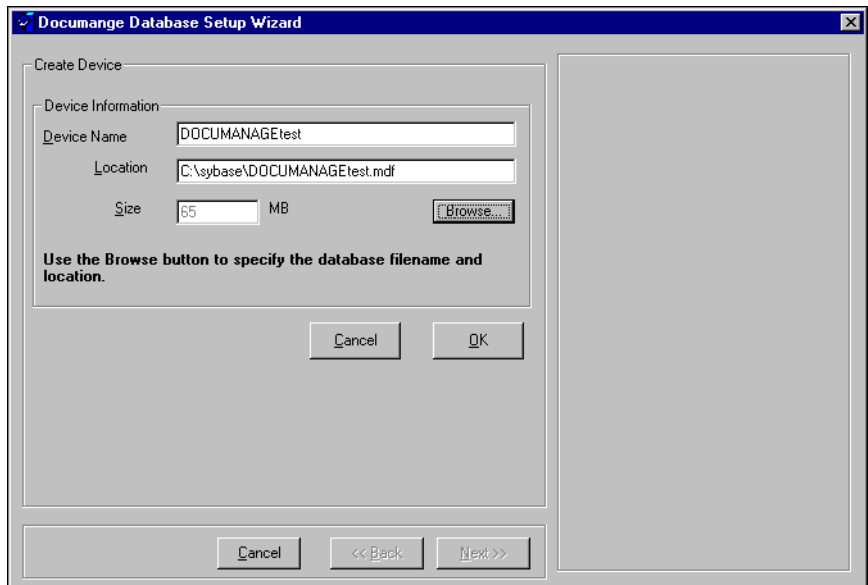 Documange Database Setup Wizard
Create Device
Device Information
Device Name DOCUMANAGEtest
Location C:\sybase\DOCUMANAGEtest.mdf
Size 65 MB Browse...
Use the Browse button to specify the database filename and
location.
Cancel OK
Cancel << Back Next >>